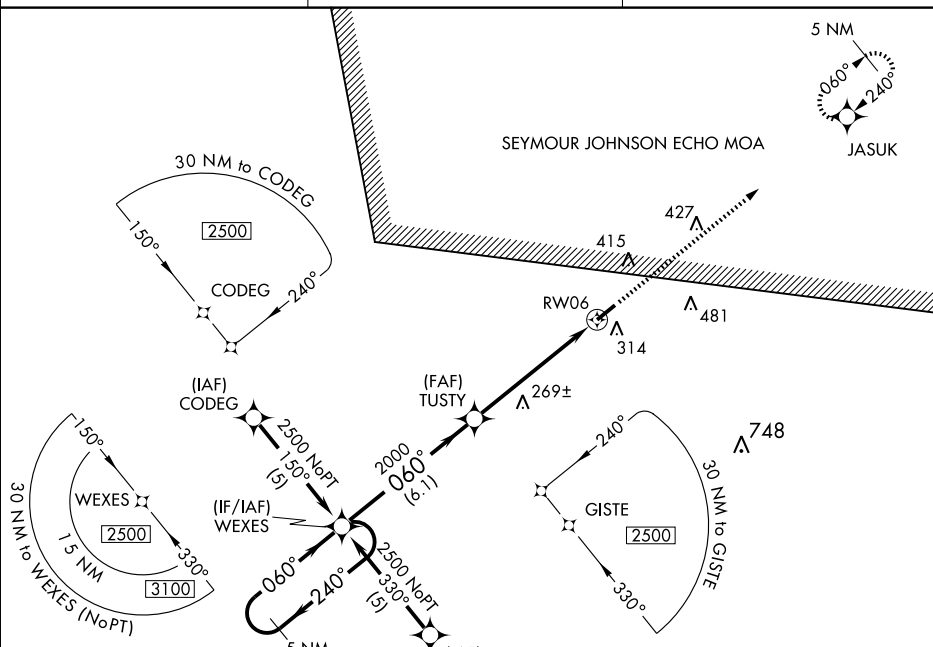 5 NM
060°
240°
JASUK
SEYMOUR JOHNSON ECHO MOA
30 NM to CODEG
2500
150°
240°
CODEG
427
415
481
RW06
314
(FAF)
TUSTY
269±
(IAF)
CODEG
2500 NoPT
150°
(5)
2000
060°
(6.1)
748
150°
WEXES
2500
15 NM
330°
3100
30 NM to WEXES (NoPT)
(IF/IAF)
WEXES
060°
240°
5 NM
2500 NoPT
330°
(5)
240°
GISTE
2500
330°
30 NM to GISTE